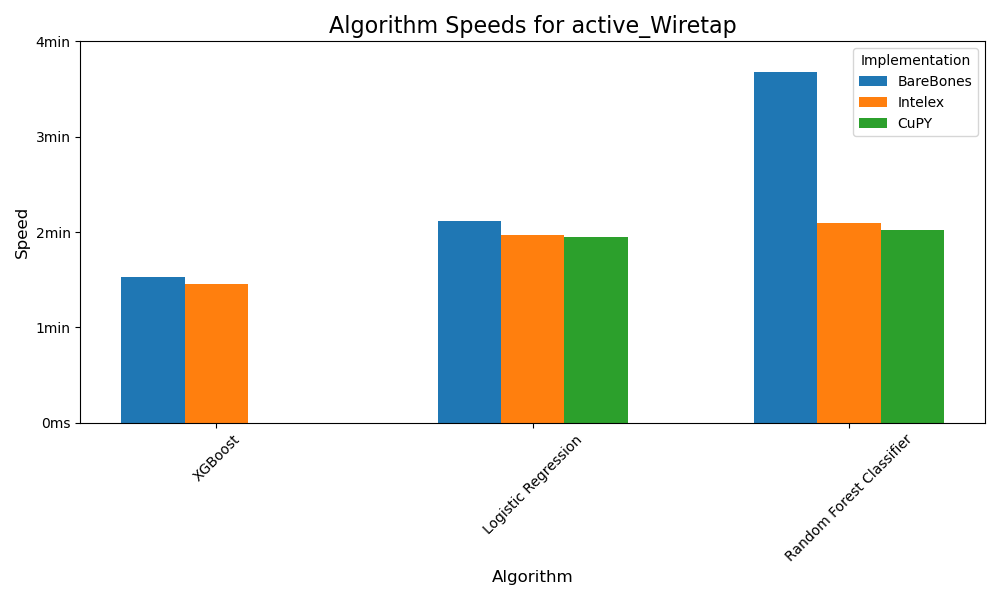 Algorithm Speeds for active_Wiretap
4min
3min
2min
1min
0ms
Speed
Implementation
BareBones
Intelex
CuPY
XGBoost
Logistic Regression
Random Forest Classifier
Algorithm